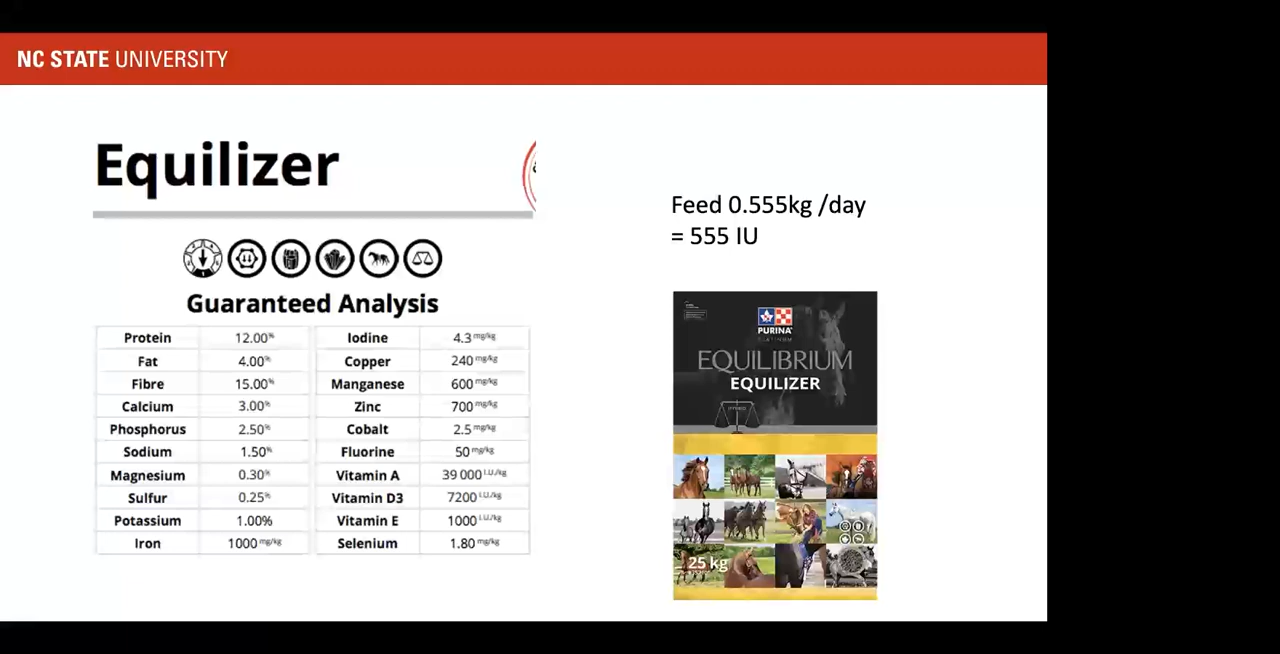 NC STATE UNIVERSITY
Equilizer
Feed 0.555kg /day
= 555 IU
Guaranteed Analysis
Protein 12.00% Iodine 4.3 mg/kg
Fat 4.00% Copper 240 mg/kg
Fibre 15.00% Manganese 600 mg/kg
Calcium 3.00% Zinc 700 mg/kg
Phosphorus 2.50% Cobalt 2.5 mg/kg
Sodium 1.50% Fluorine 50 mg/kg
Magnesium 0.30% Vitamin A 39 000 I.U./kg
Sulfur 0.25% Vitamin D3 7200 I.U./kg
Potassium 1.00% Vitamin E 1000 I.U./kg
Iron 1000 mg/kg Selenium 1.80 mg/kg
PURINA
PLATINUM
EQUILIBRIUM
EQUILIZER
25 kg